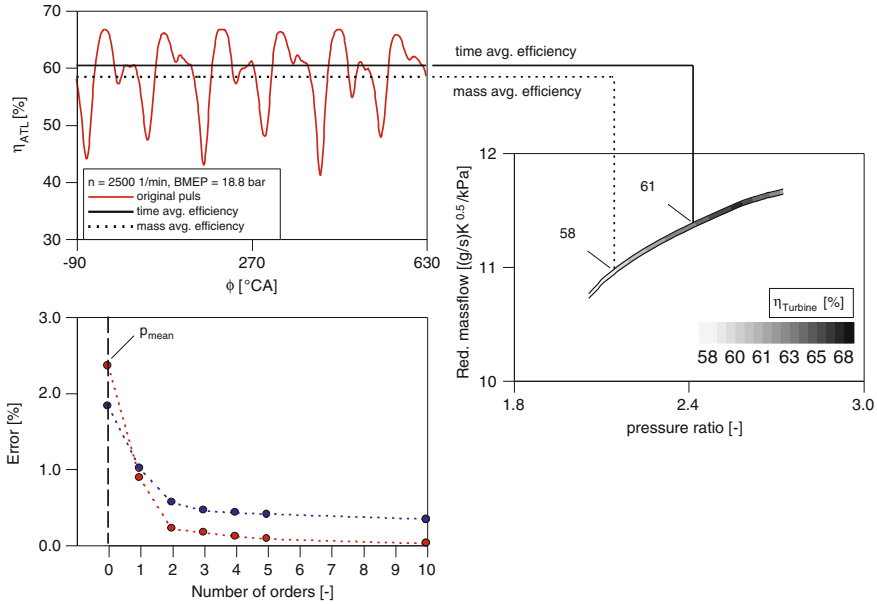 70
60
50
40
30
η_ATL [%]
n = 2500 1/min, BMEP = 18.8 bar
original puls
time avg. efficiency
mass avg. efficiency
-90
270
630
ϕ [°CA]
time avg. efficiency
mass avg. efficiency
12
11
10
Red. massflow [(g/s)K^0.5/kPa]
61
58
η_Turbine [%]
58 60 61 63 65 68
1.8
2.4
3.0
pressure ratio [-]
3.0
2.0
1.0
0.0
Error [%]
p_mean
0 1 2 3 4 5 6 7 8 9 10
Number of orders [-]